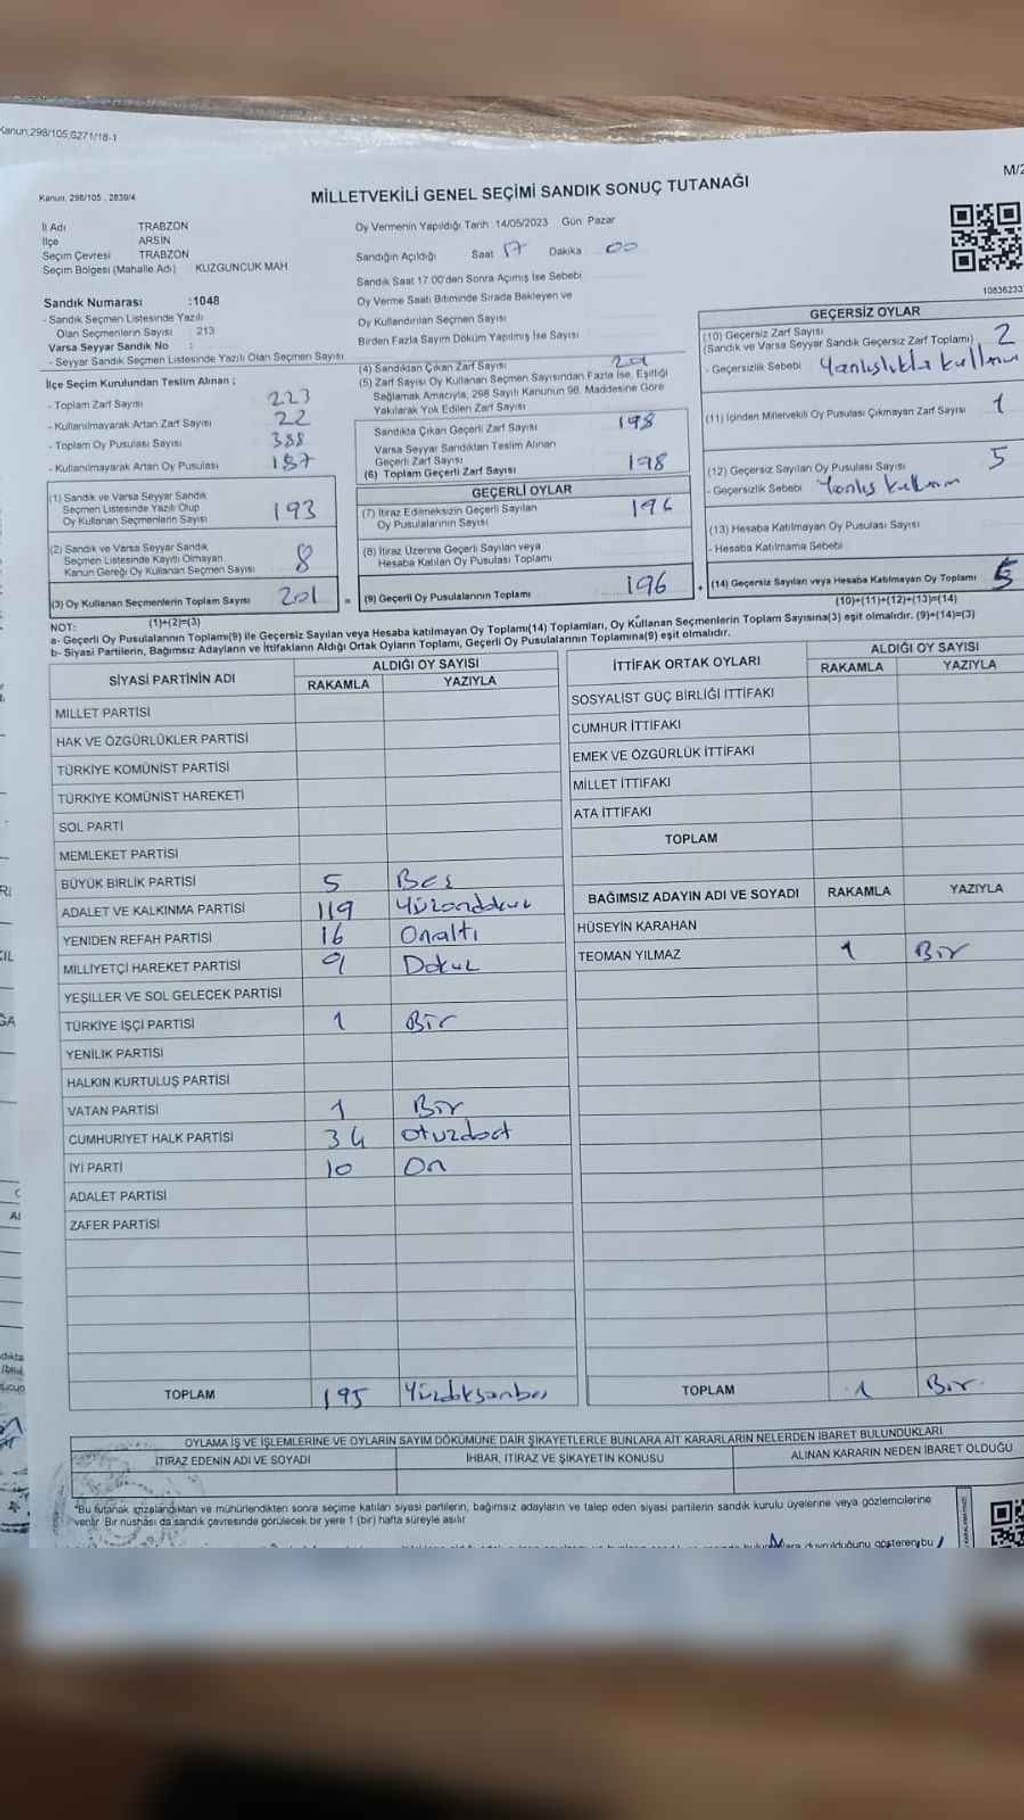 Kanun;298/105,6271/18-1
M/2
Kanun, 298/105 , 2839/4
MİLLETVEKİLİ GENEL SEÇİMİ SANDIK SONUÇ TUTANAĞI
İl Adı TRABZON
İlçe ARSİN
Seçim Çevresi TRABZON
Seçim Bölgesi (Mahalle Adı) KUZGUNCUK MAH
Sandık Numarası :1048
- Sandık Seçmen Listesinde Yazılı
Olan Seçmenlerin Sayısı 213
Varsa Seyyar Sandık No :
- Seyyar Sandık Seçmen Listesinde Yazılı Olan Seçmen Sayısı
Oy Vermenin Yapıldığı Tarih :14/05/2023 Gün Pazar
Sandığın Açıldığı Saat 17 Dakika 00
Sandık Saat 17:00'den Sonra Açımış İse Sebebi
Oy Verme Saati Bitiminde Sırada Bekleyen ve
Oy Kullandırılan Seçmen Sayısı
Birden Fazla Sayım Döküm Yapılmış İse Sayısı
10836233
İlçe Seçim Kurulundan Teslim Alınan ;
- Toplam Zarf Sayısı 223
- Kullanılmayarak Artan Zarf Sayısı 22
- Toplam Oy Pusulası Sayısı 388
- Kullanılmayarak Artan Oy Pusulası 187
(1) Sandık ve Varsa Seyyar Sandık
Seçmen Listesinde Yazılı Olup
Oy Kullanan Seçmenlerin Sayısı 193
(2) Sandık ve Varsa Seyyar Sandık
Seçmen Listesinde Kayıtlı Olmayan
Kanun Gereği Oy Kullanan Seçmen Sayısı 8
(3) Oy Kullanan Seçmenlerin Toplam Sayısı 201
(1)+(2)=(3)
(4) Sandıktan Çıkan Zarf Sayısı 201
(5) Zarf Sayısı Oy Kullanan Seçmen Sayısından Fazla İse, Eşitliği
Sağlamak Amacıyla, 298 Sayılı Kanunun 98. Maddesine Göre
Yakılarak Yok Edilen Zarf Sayısı
Sandıkta Çıkan Geçerli Zarf Sayısı 198
Varsa Seyyar Sandıktan Teslim Alınan
Geçerli Zarf Sayısı
(6) Toplam Geçerli Zarf Sayısı 198
GEÇERLİ OYLAR
(7) İtiraz Edilmeksizin Geçerli Sayılan
Oy Pusulalarının Sayısı 196
(8) İtiraz Üzerine Geçerli Sayılan veya
Hesaba Katılan Oy Pusulası Toplamı
= (9) Geçerli Oy Pusulalarının Toplamı 196
GEÇERSİZ OYLAR
(10) Geçersiz Zarf Sayısı
(Sandık ve Varsa Seyyar Sandık Geçersiz Zarf Toplamı) 2
- Geçersizlik Sebebi Yanlışlıkla kullanım
(11) İçinden Milletvekili Oy Pusulası Çıkmayan Zarf Sayısı 1
(12) Geçersiz Sayılan Oy Pusulası Sayısı 5
- Geçersizlik Sebebi Yanlış kullanım
(13) Hesaba Katılmayan Oy Pusulası Sayısı
- Hesaba Katılmama Sebebi
+ (14) Geçersiz Sayılan veya Hesaba Katılmayan Oy Toplamı 5
(10)+(11)+(12)+(13)=(14)
NOT:
a- Geçerli Oy Pusulalarının Toplamı(9) ile Geçersiz Sayılan veya Hesaba katılmayan Oy Toplamı(14) Toplamları, Oy Kullanan Seçmenlerin Toplam Sayısına(3) eşit olmalıdır. (9)+(14)=(3)
b- Siyasi Partilerin, Bağımsız Adayların ve İttifakların Aldığı Ortak Oyların Toplamı, Geçerli Oy Pusulalarının Toplamına(9) eşit olmalıdır.
SİYASİ PARTİNİN ADI ALDIĞI OY SAYISI
RAKAMLA YAZIYLA
MİLLET PARTİSİ
HAK VE ÖZGÜRLÜKLER PARTİSİ
TÜRKİYE KOMÜNİST PARTİSİ
TÜRKİYE KOMÜNİST HAREKETİ
SOL PARTİ
MEMLEKET PARTİSİ
BÜYÜK BİRLİK PARTİSİ 5 Beş
ADALET VE KALKINMA PARTİSİ 119 Yüzondokuz
YENİDEN REFAH PARTİSİ 16 Onaltı
MİLLİYETÇİ HAREKET PARTİSİ 9 Dokuz
YEŞİLLER VE SOL GELECEK PARTİSİ
TÜRKİYE İŞÇİ PARTİSİ 1 Bir
YENİLİK PARTİSİ
HALKIN KURTULUŞ PARTİSİ
VATAN PARTİSİ 1 Bir
CUMHURİYET HALK PARTİSİ 34 otuzdört
İYİ PARTİ 10 On
ADALET PARTİSİ
ZAFER PARTİSİ
TOPLAM 195 Yüzdoksanbeş
İTTİFAK ORTAK OYLARI ALDIĞI OY SAYISI
RAKAMLA YAZIYLA
SOSYALİST GÜÇ BİRLİĞİ İTTİFAKI
CUMHUR İTTİFAKI
EMEK VE ÖZGÜRLÜK İTTİFAKI
MİLLET İTTİFAKI
ATA İTTİFAKI
TOPLAM
BAĞIMSIZ ADAYIN ADI VE SOYADI RAKAMLA YAZIYLA
HÜSEYİN KARAHAN
TEOMAN YILMAZ 1 Bir
TOPLAM 1 Bir
OYLAMA İŞ VE İŞLEMLERİNE VE OYLARIN SAYIM DÖKÜMÜNE DAİR ŞİKAYETLERLE BUNLARA AİT KARARLARIN NELERDEN İBARET BULUNDUKLARI
İTİRAZ EDENİN ADI VE SOYADI İHBAR, İTİRAZ VE ŞİKAYETİN KONUSU ALINAN KARARIN NEDEN İBARET OLDUĞU
*Bu tutanak imzalandıktan ve mühürlendikten sonra seçime katılan siyasi partilerin, bağımsız adayların ve talep eden siyasi partilerin sandık kurulu üyelerine veya gözlemcilerine
verilir. Bir nüshası da sandık çevresinde görülecek bir yere 1 (bir) hafta süreyle asılır